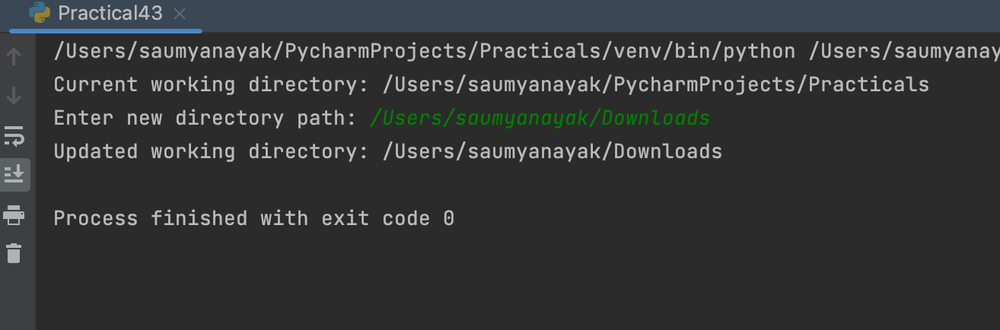 Practical43
/Users/saumyanayak/PycharmProjects/Practicals/venv/bin/python /Users/saumyanay
Current working directory: /Users/saumyanayak/PycharmProjects/Practicals
Enter new directory path: /Users/saumyanayak/Downloads
Updated working directory: /Users/saumyanayak/Downloads
Process finished with exit code 0